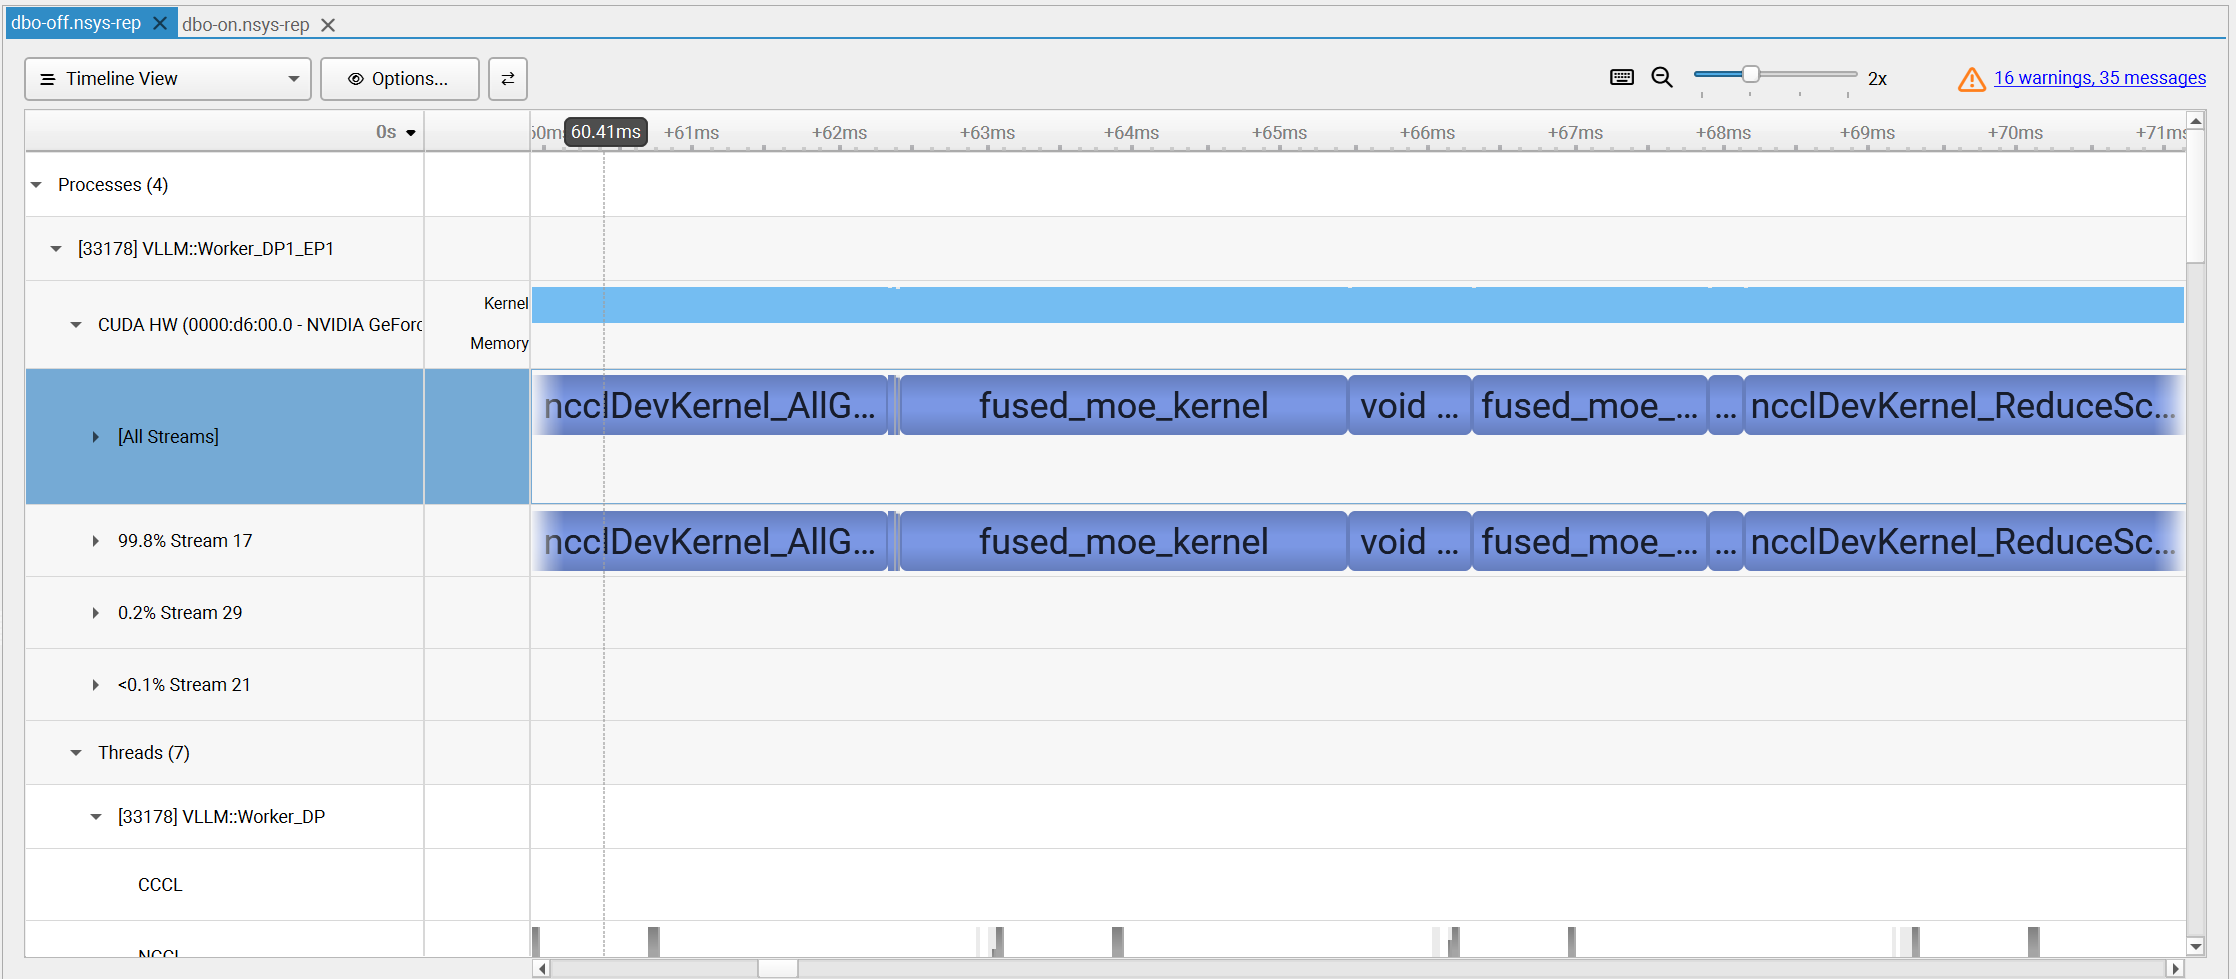 dbo-off.nsys-rep dbo-on.nsys-rep
Timeline View Options... 2x 16 warnings, 35 messages
0s 60.41ms +61ms +62ms +63ms +64ms +65ms +66ms +67ms +68ms +69ms +70ms +71ms
Processes (4)
[33178] VLLM::Worker_DP1_EP1
Kernel
CUDA HW (0000:d6:00.0 - NVIDIA GeForc
Memory
ncclDevKernel_AllG... fused_moe_kernel void ... fused_moe_... ... ncclDevKernel_ReduceSc...
[All Streams]
99.8% Stream 17 ncclDevKernel_AllG... fused_moe_kernel void ... fused_moe_... ... ncclDevKernel_ReduceSc...
0.2% Stream 29
<0.1% Stream 21
Threads (7)
[33178] VLLM::Worker_DP
CCCL
NCCL